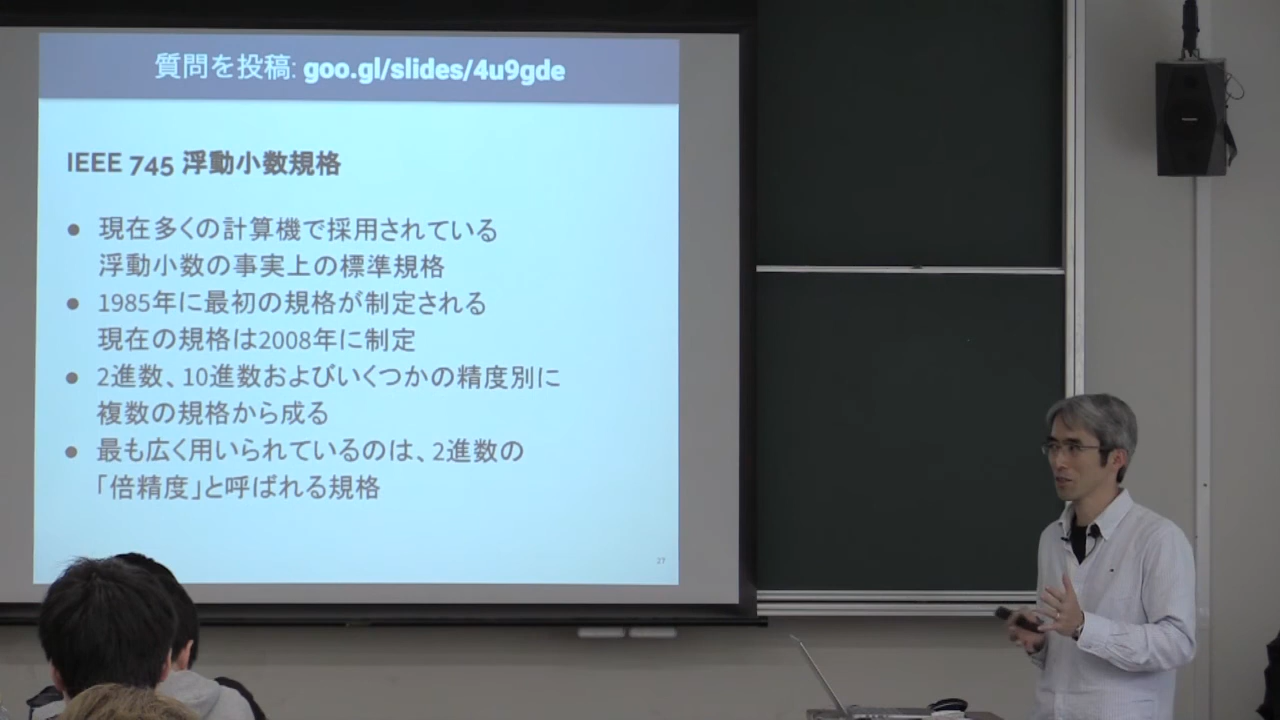 質問を投稿: goo.gl/slides/4u9gde
IEEE 745 浮動小数規格
● 現在多くの計算機で採用されている
浮動小数の事実上の標準規格
● 1985年に最初の規格が制定される
現在の規格は2008年に制定
● 2進数、10進数およびいくつかの精度別に
複数の規格から成る
● 最も広く用いられているのは、2進数の
「倍精度」と呼ばれる規格
27